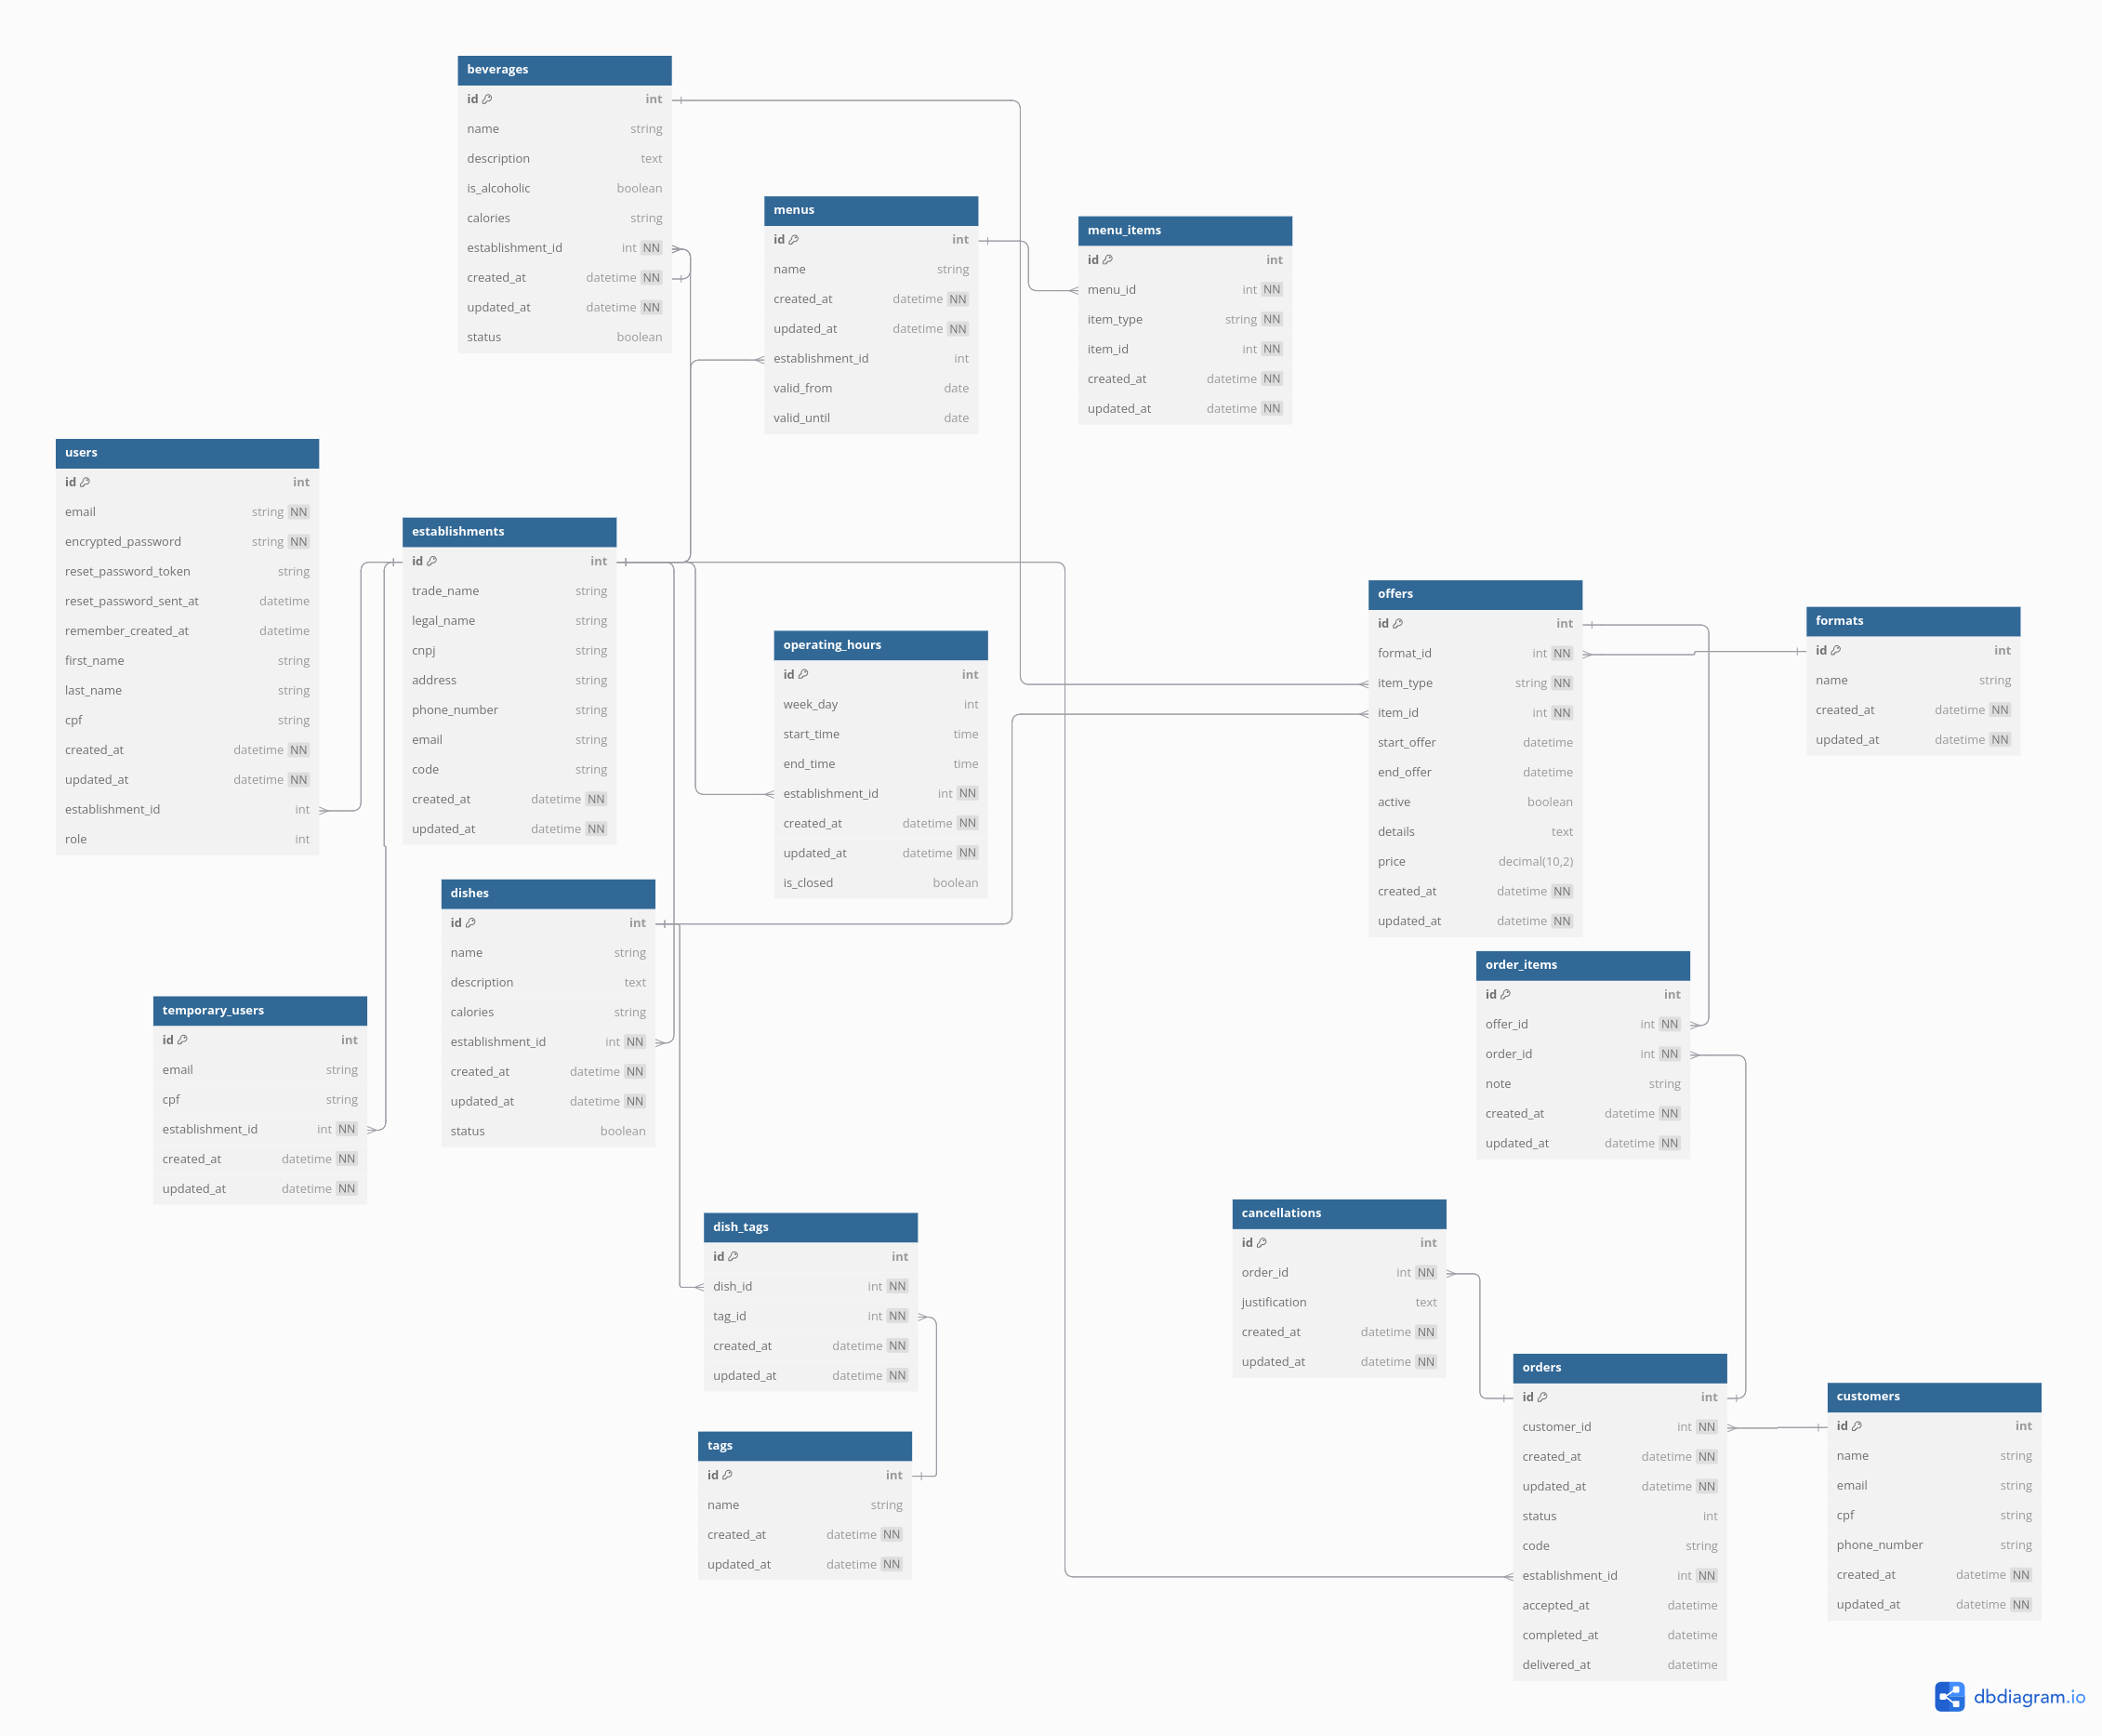 beverages
id int
name string
description text
is_alcoholic boolean
calories string
establishment_id int NN
created_at datetime NN
updated_at datetime NN
status boolean
menus
id int
name string
created_at datetime NN
updated_at datetime NN
establishment_id int
valid_from date
valid_until date
menu_items
id int
menu_id int NN
item_type string NN
item_id int NN
created_at datetime NN
updated_at datetime NN
users
id int
email string NN
encrypted_password string NN
reset_password_token string
reset_password_sent_at datetime
remember_created_at datetime
first_name string
last_name string
cpf string
created_at datetime NN
updated_at datetime NN
establishment_id int
role int
establishments
id int
trade_name string
legal_name string
cnpj string
address string
phone_number string
email string
code string
created_at datetime NN
updated_at datetime NN
operating_hours
id int
week_day int
start_time time
end_time time
establishment_id int NN
created_at datetime NN
updated_at datetime NN
is_closed boolean
offers
id int
format_id int NN
item_type string NN
item_id int NN
start_offer datetime
end_offer datetime
active boolean
details text
price decimal(10,2)
created_at datetime NN
updated_at datetime NN
formats
id int
name string
created_at datetime NN
updated_at datetime NN
dishes
id int
name string
description text
calories string
establishment_id int NN
created_at datetime NN
updated_at datetime NN
status boolean
order_items
id int
offer_id int NN
order_id int NN
note string
created_at datetime NN
updated_at datetime NN
temporary_users
id int
email string
cpf string
establishment_id int NN
created_at datetime NN
updated_at datetime NN
dish_tags
id int
dish_id int NN
tag_id int NN
created_at datetime NN
updated_at datetime NN
cancellations
id int
order_id int NN
justification text
created_at datetime NN
updated_at datetime NN
tags
id int
name string
created_at datetime NN
updated_at datetime NN
orders
id int
customer_id int NN
created_at datetime NN
updated_at datetime NN
status int
code string
establishment_id int NN
accepted_at datetime
completed_at datetime
delivered_at datetime
customers
id int
name string
email string
cpf string
phone_number string
created_at datetime NN
updated_at datetime NN
dbdiagram.io